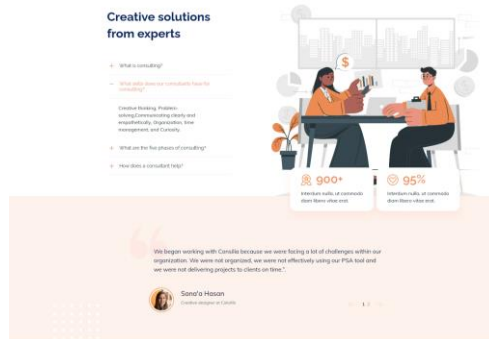 Creative solutions
from experts
+ What is consulting?
− What skills does our consultants have for
consulting?
Creative thinking, Problem-
solving,Communicating clearly and
empathetically, Organization, time
management, and Curiosity.
+ What are the five phases of consulting?
+ How does a consultant help?
$
900+
Interdum nulla, ut commodo
diam libero vitae erat.
95%
Interdum nulla, ut commodo
diam libero vitae erat.
We began working with Consilia because we were facing a lot of challenges within our
organization. We were not organized, we were not effectively using our PSA tool and
we were not delivering projects to clients on time.".
Sona'a Hasan
Creative designer at
1